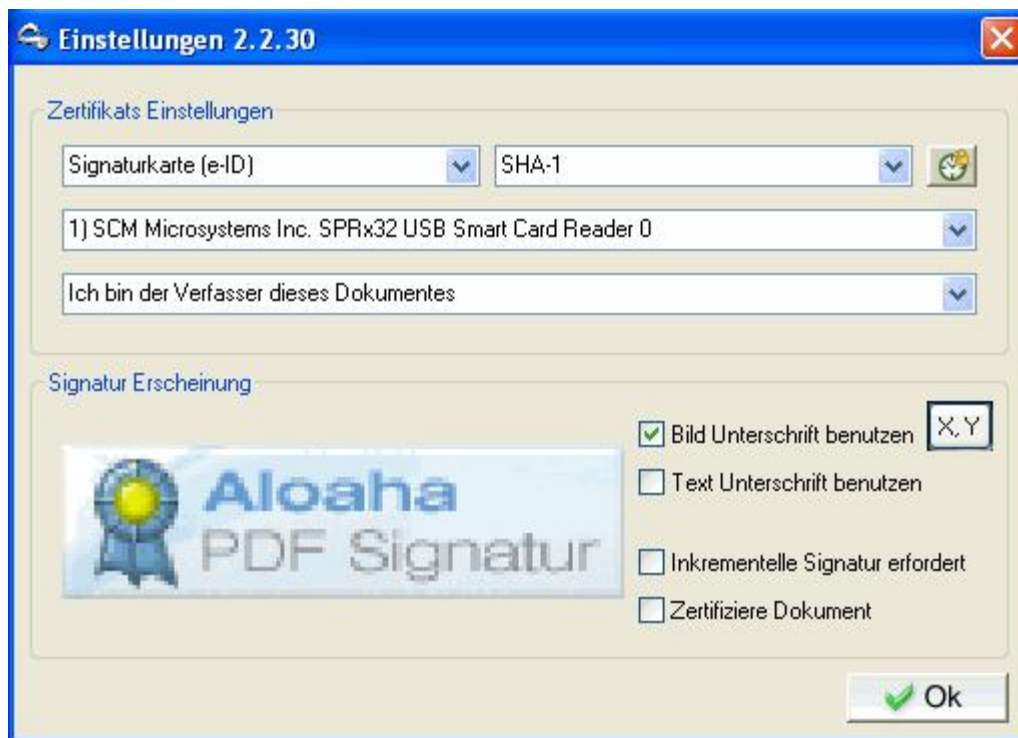 Einstellungen 2.2.30
Zertifikats Einstellungen
Signaturkarte (e-ID) SHA-1
1) SCM Microsystems Inc. SPRx32 USB Smart Card Reader 0
Ich bin der Verfasser dieses Dokumentes
Signatur Erscheinung
Bild Unterschrift benutzen X,Y
Text Unterschrift benutzen
Aloaha
PDF Signatur
Inkrementelle Signatur erfordert
Zertifiziere Dokument
Ok